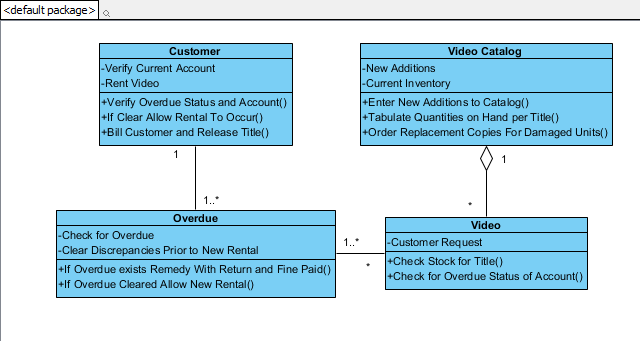 <default package>
Customer
-Verify Current Account
-Rent Video
+Verify Overdue Status and Account()
+If Clear Allow Rental To Occur()
+Bill Customer and Release Title()
Video Catalog
-New Additions
-Current Inventory
+Enter New Additions to Catalog()
+Tabulate Quantities on Hand per Title()
+Order Replacement Copies For Damaged Units()
1
1..*
1
*
Overdue
-Check for Overdue
-Clear Discrepancies Prior to New Rental
+If Overdue exists Remedy With Return and Fine Paid()
+If Overdue Cleared Allow New Rental()
1..*
*
Video
-Customer Request
+Check Stock for Title()
+Check for Overdue Status of Account()